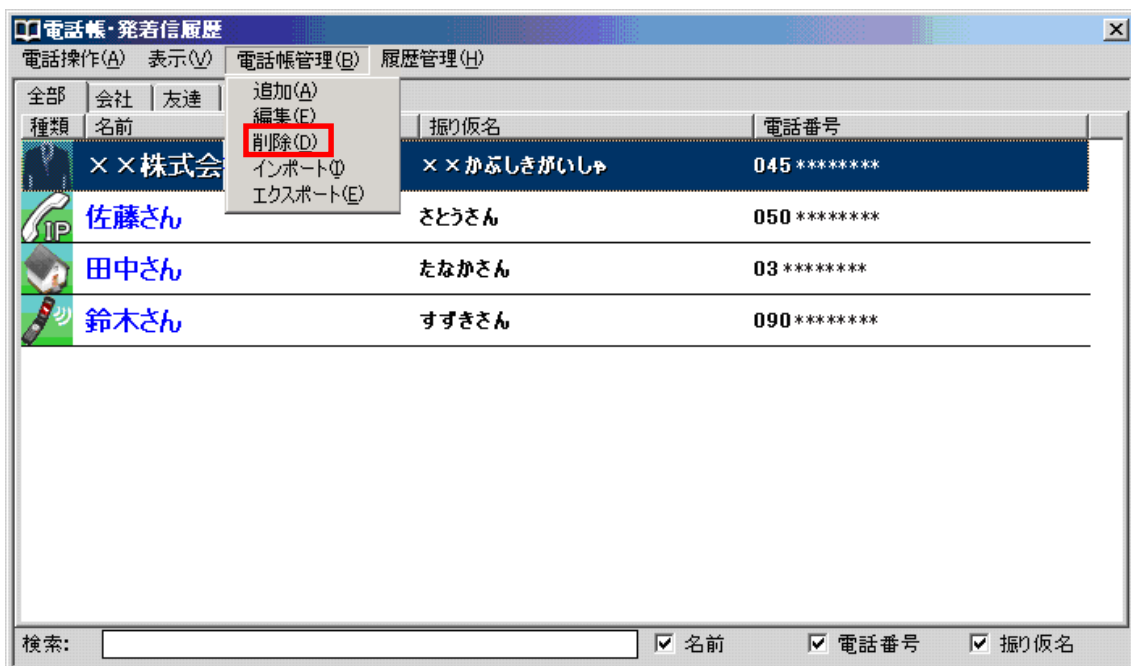 電話帳・発着信履歴
電話操作(A) 表示(V) 電話帳管理(B) 履歴管理(H)
全部 会社 友達
追加(A)
編集(E)
削除(D)
インポート(I)
エクスポート(E)
種類 名前 振り仮名 電話番号
××株式会 ××かぶしきがいしゃ 045********
IP 佐藤さん さとうさん 050********
田中さん たなかさん 03********
鈴木さん すずきさん 090********
検索: 名前 電話番号 振り仮名